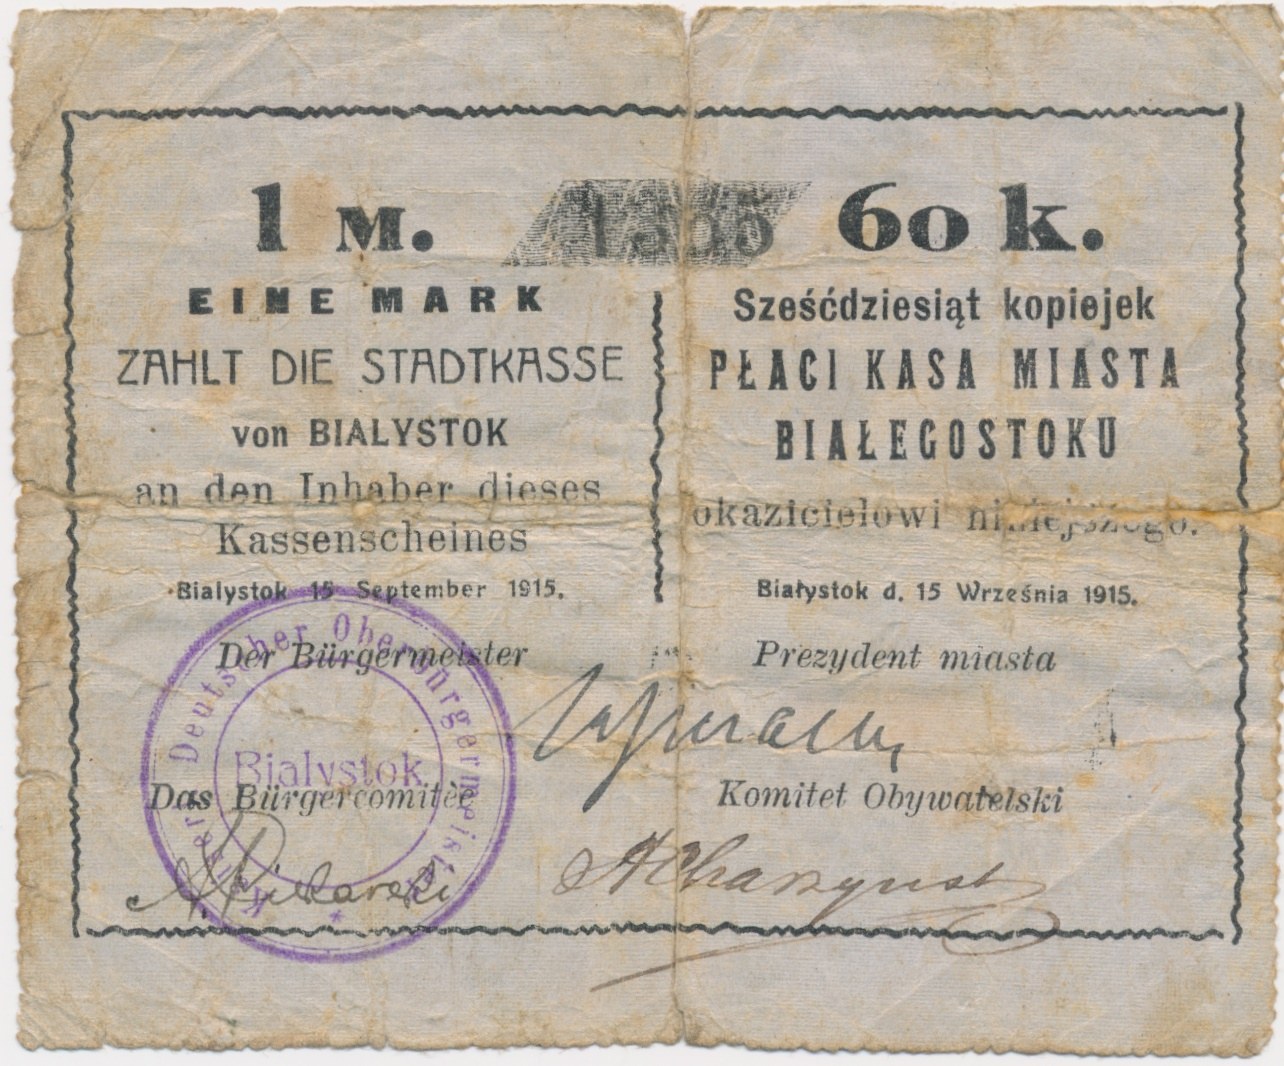 1 M. 60 k.
EINE MARK
ZAHLT DIE STADTKASSE
von BIALYSTOK
an den Inhaber dieses
Kassenscheines
Bialystok 15 September 1915.
Der Bürgermeister
Das Bürgercomitèe
Sześćdziesiąt kopiejek
PŁACI KASA MIASTA
BIAŁEGOSTOKU
okazicielowi niniejszego.
Białystok d. 15 Września 1915.
Prezydent miasta
Komitet Obywatelski
Kaiserl. Deutscher Oberbürgermeister
Bialystok